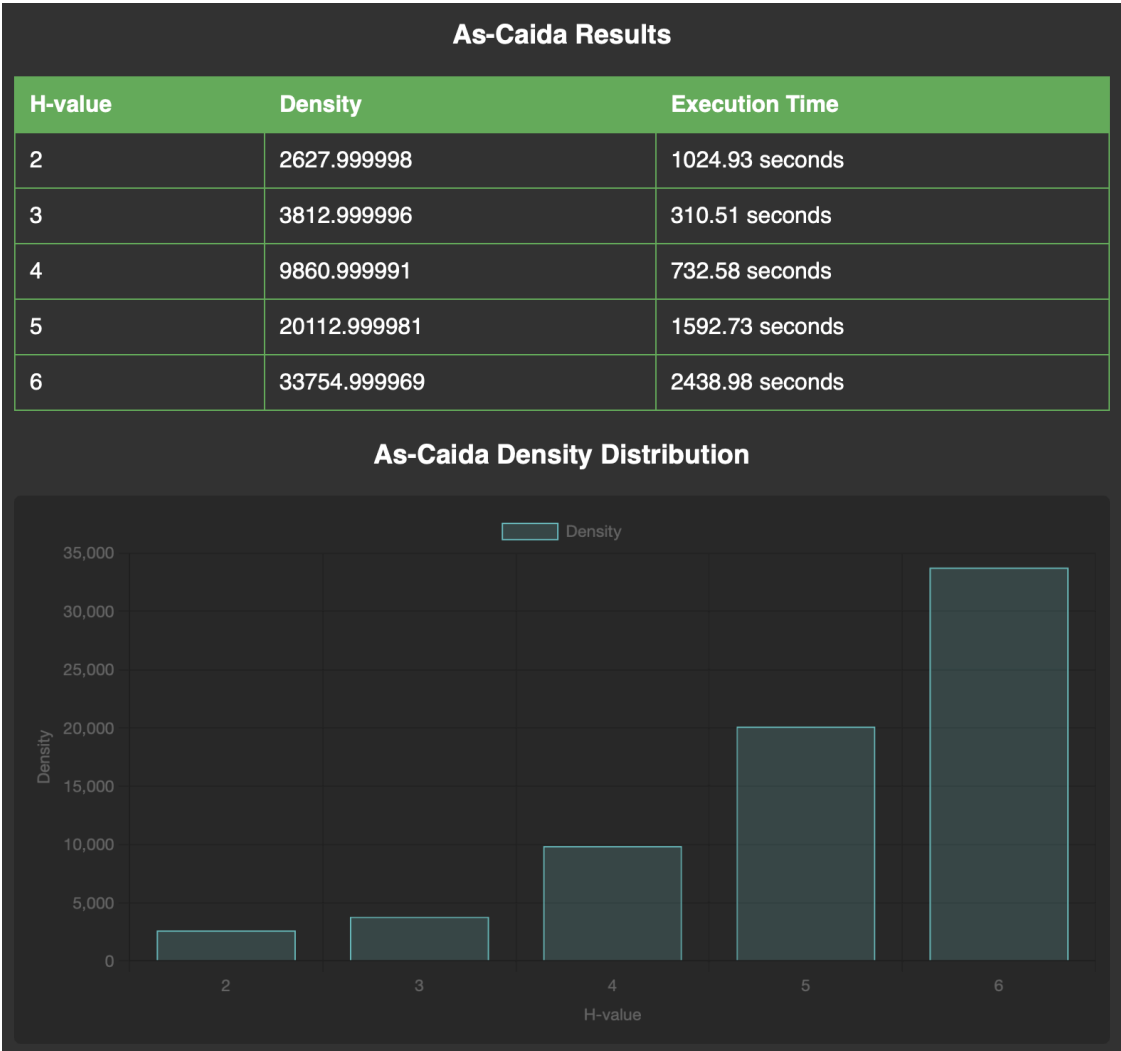 As-Caida Results
H-value Density Execution Time
2 2627.999998 1024.93 seconds
3 3812.999996 310.51 seconds
4 9860.999991 732.58 seconds
5 20112.999981 1592.73 seconds
6 33754.999969 2438.98 seconds
As-Caida Density Distribution
Density
35,000
30,000
25,000
20,000
15,000
10,000
5,000
0
Density
2 3 4 5 6
H-value